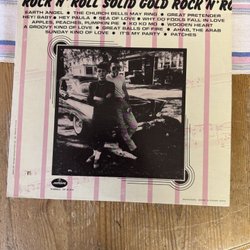 ROCK 'N' ROLL SOLID GOLD ROCK 'N' RO
EARTH ANGEL • THE CHURCH BELLS MAY RING • GREAT PRETENDER
HEY! BABY • HEY PAULA • SEA OF LOVE • WHY DO FOOLS FALL IN LOVE
APPLES, PEACHES, PUMPKIN PIE • KO KO MO • WOODEN HEART
A GROOVY KIND OF LOVE • GREAT BALLS OF FIRE • AHAB, THE ARAB
SUNDAY KIND OF LOVE • IT'S MY PARTY • PATCHES